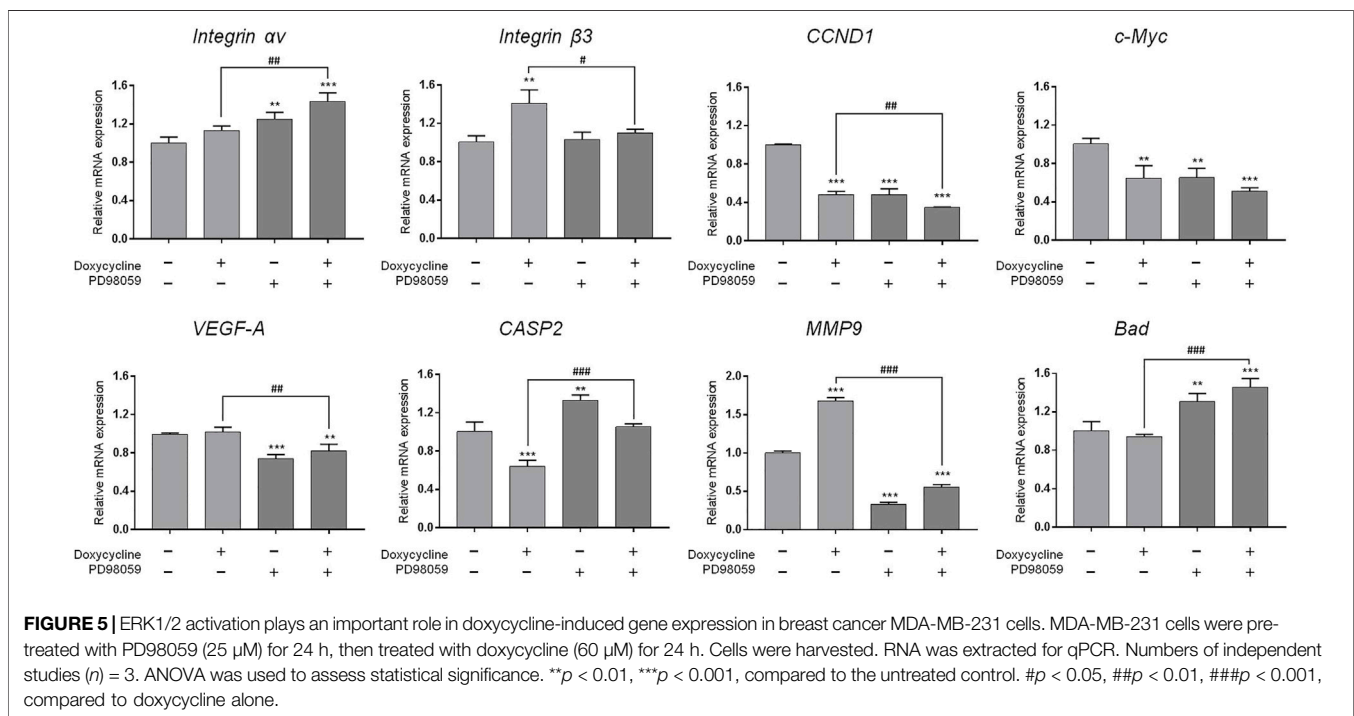 Integrin αv
Integrin β3
CCND1
c-Myc
Relative mRNA expression
1.6
1.2
0.8
0.4
0.0
##
** ***
Doxycycline − + − +
PD98059 − − + +
Relative mRNA expression
1.6
1.2
0.8
0.4
0.0
#
**
− + − +
− − + +
Relative mRNA expression
1.6
1.2
0.8
0.4
0.0
##
*** *** ***
Doxycycline − + − +
PD98059 − − + +
Relative mRNA expression
1.6
1.2
0.8
0.4
0.0
** ** ***
− + − +
− − + +
VEGF-A
CASP2
MMP9
Bad
Relative mRNA expression
1.6
1.2
0.8
0.4
0.0
##
*** **
Doxycycline − + − +
PD98059 − − + +
Relative mRNA expression
1.6
1.2
0.8
0.4
0.0
###
*** **
− + − +
− − + +
Relative mRNA expression
2.0
1.5
1.0
0.5
0.0
###
*** *** ***
Doxycycline − + − +
PD98059 − − + +
Relative mRNA expression
1.6
1.2
0.8
0.4
0.0
###
** ***
− + − +
− − + +
FIGURE 5 | ERK1/2 activation plays an important role in doxycycline-induced gene expression in breast cancer MDA-MB-231 cells. MDA-MB-231 cells were pre-
treated with PD98059 (25 μM) for 24 h, then treated with doxycycline (60 μM) for 24 h. Cells were harvested. RNA was extracted for qPCR. Numbers of independent
studies (n) = 3. ANOVA was used to assess statistical significance. **p < 0.01, ***p < 0.001, compared to the untreated control. #p < 0.05, ##p < 0.01, ###p < 0.001,
compared to doxycycline alone.